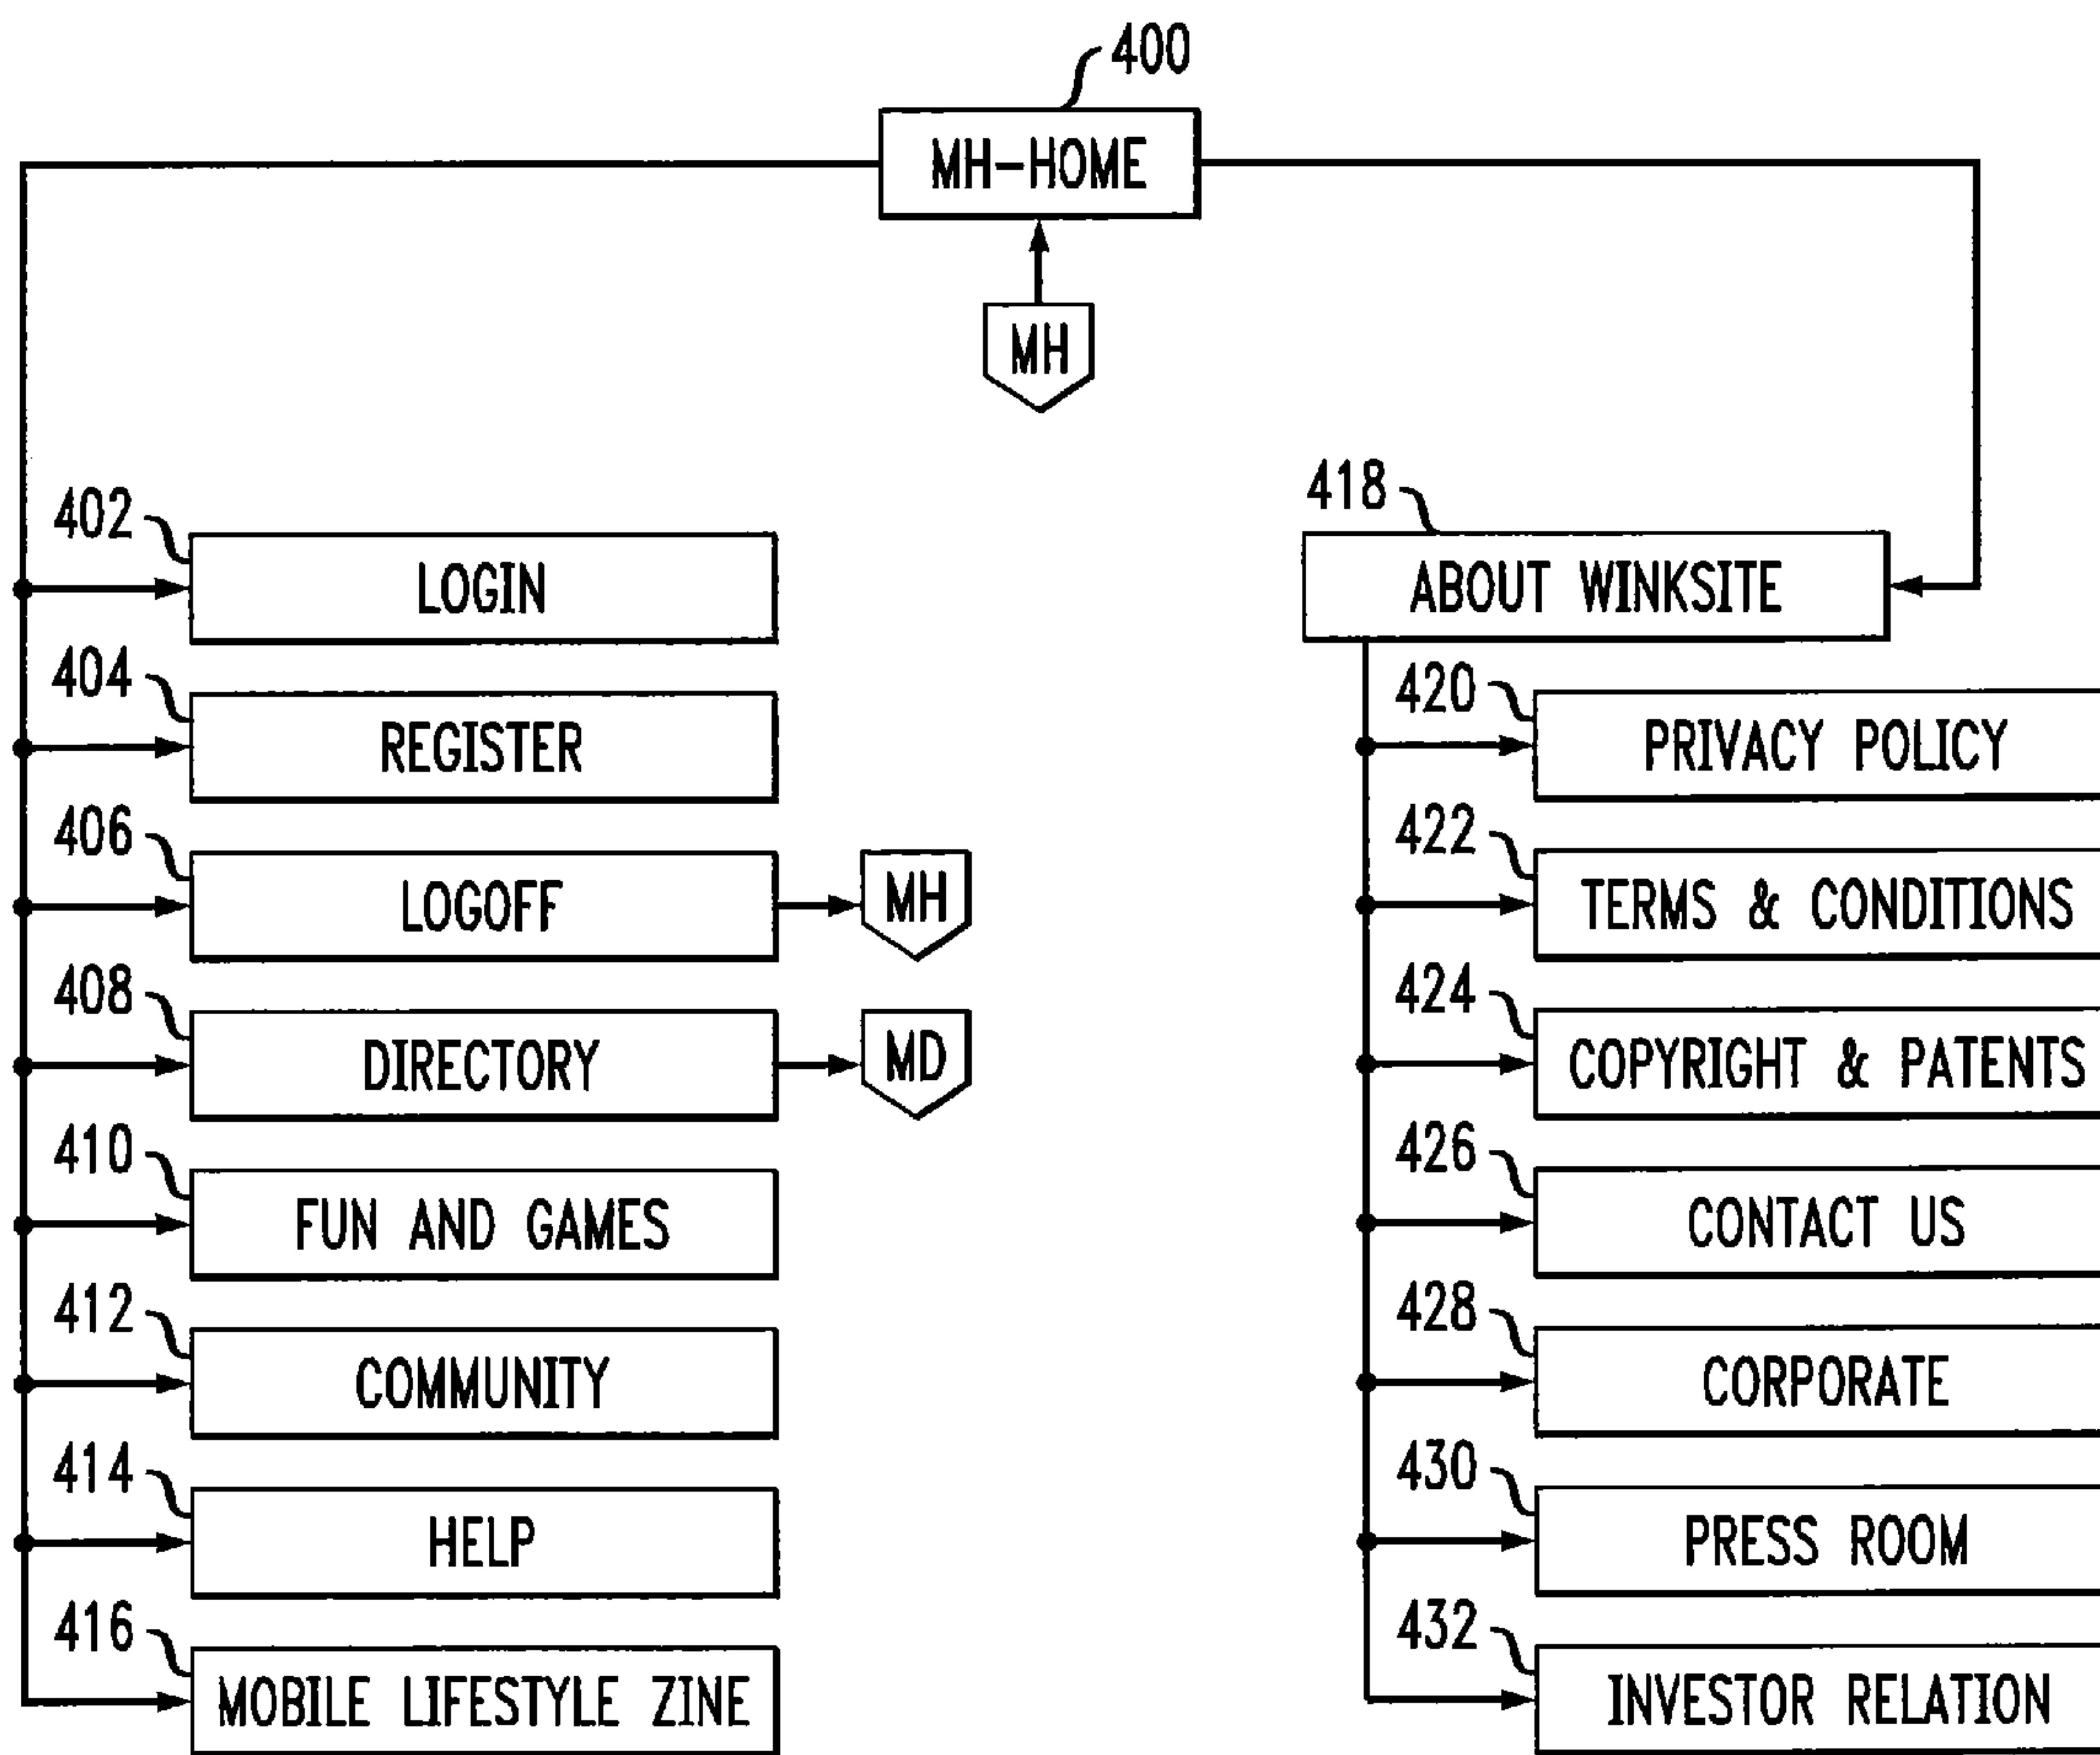 400
MH-HOME
MH
402
LOGIN
404
REGISTER
406
LOGOFF
MH
408
DIRECTORY
MD
410
FUN AND GAMES
412
COMMUNITY
414
HELP
416
MOBILE LIFESTYLE ZINE
418
ABOUT WINKSITE
420
PRIVACY POLICY
422
TERMS & CONDITIONS
424
COPYRIGHT & PATENTS
426
CONTACT US
428
CORPORATE
430
PRESS ROOM
432
INVESTOR RELATION